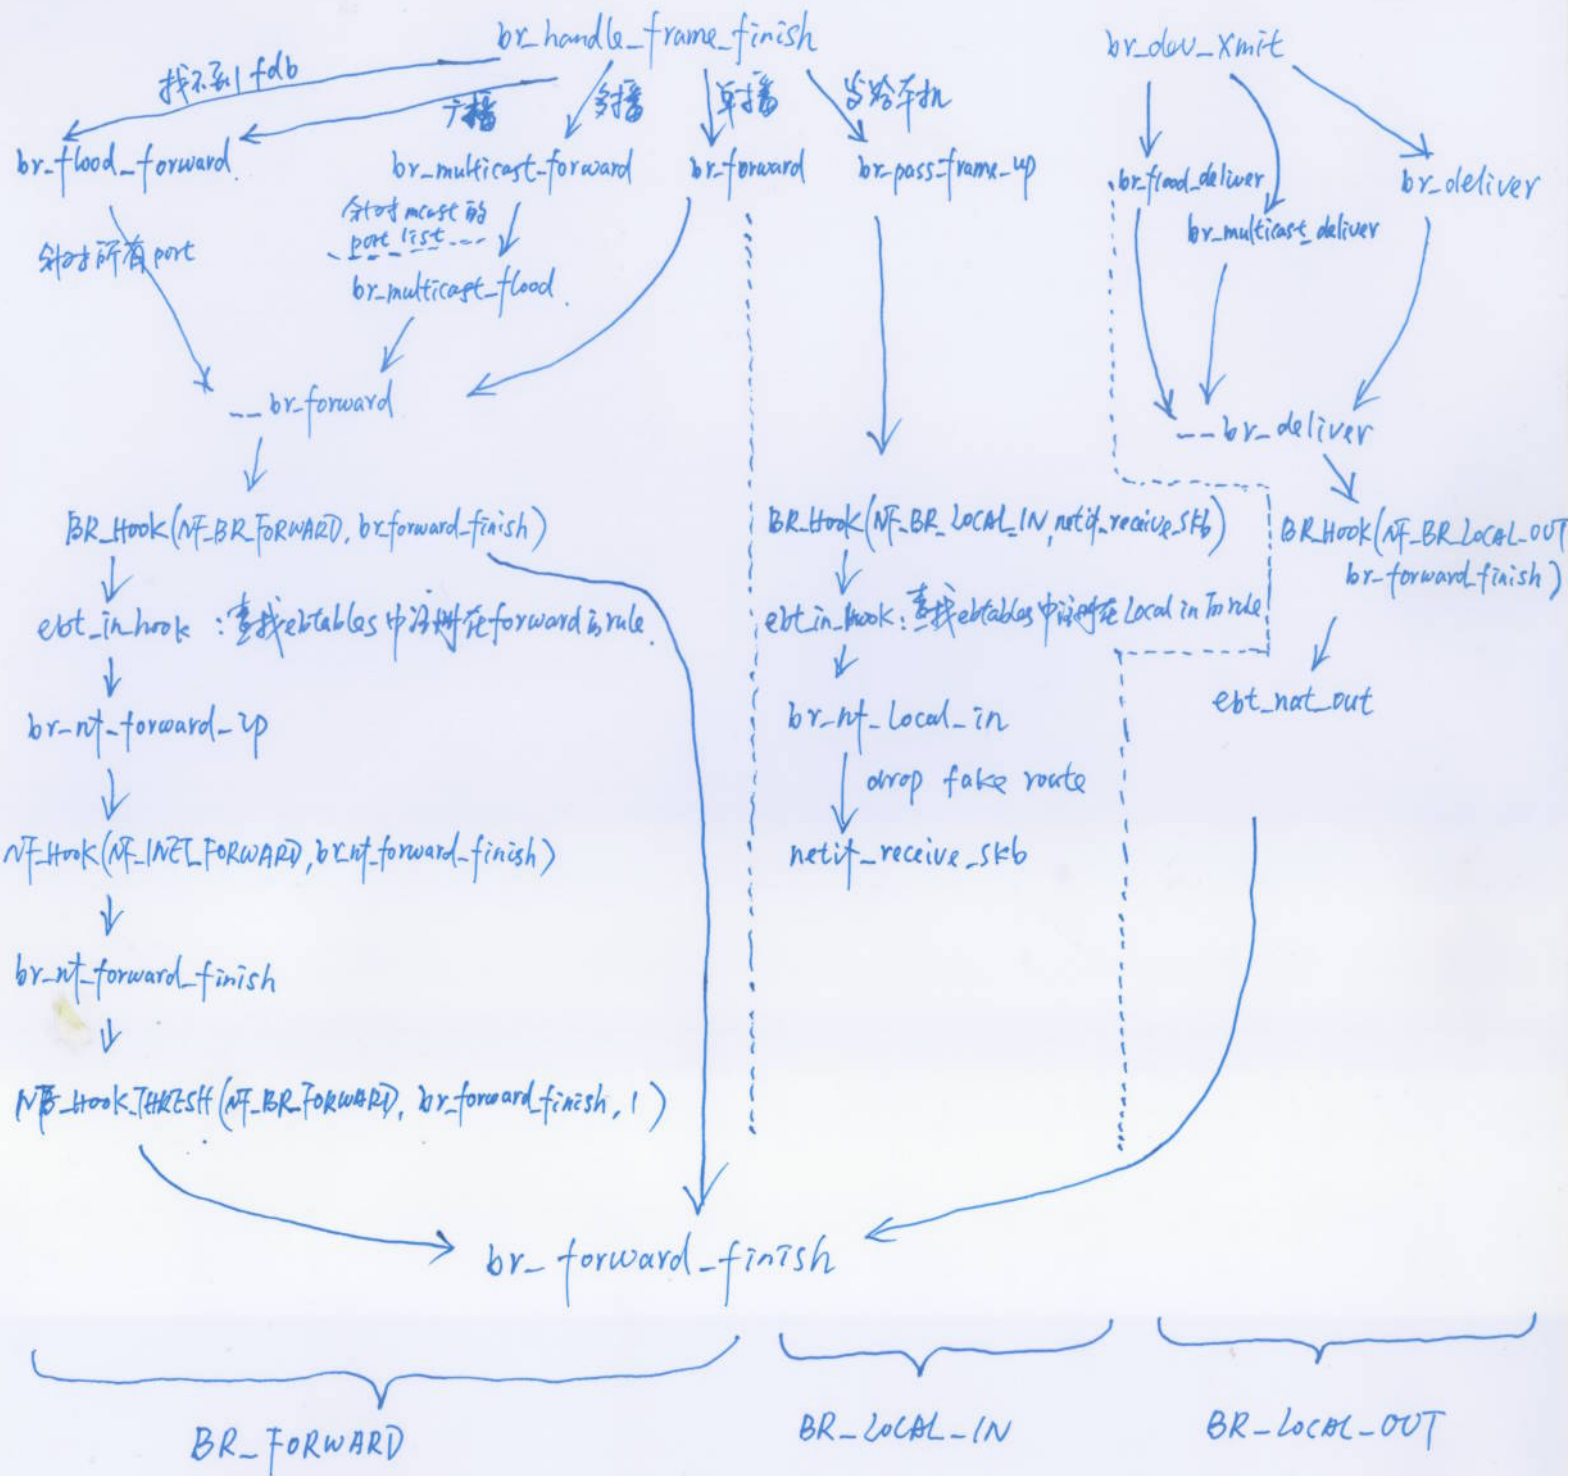 br_handle_frame_finish
br_dev_xmit
找不到 fdb
广播
多播
单播
发给本机
br_flood_forward
br_multicast_forward
br_forward
br_pass_frame_up
br_flood_deliver
br_deliver
针对mcast的
port list
br_multicast_deliver
针对所有port
br_multicast_flood
__br_forward
__br_deliver
BR_Hook(NF_BR_FORWARD, br_forward_finish)
BR_Hook(NF_BR_LOCAL_IN, netif_receive_skb)
BR_HOOK(NF_BR_LOCAL_OUT
br_forward_finish)
ebt_in_hook : 查找ebtables中注册在forward的rule
ebt_in_hook: 查找ebtables中注册在Local in 的rule
br_nf_forward_ip
br_nf_local_in
ebt_nat_out
drop fake route
NF_HOOK(NF_INET_FORWARD, br_nf_forward_finish)
netif_receive_skb
br_nf_forward_finish
NF_HOOK_THRESH(NF_BR_FORWARD, br_forward_finish, 1)
br_forward_finish
BR_FORWARD
BR_LOCAL_IN
BR_LOCAL_OUT